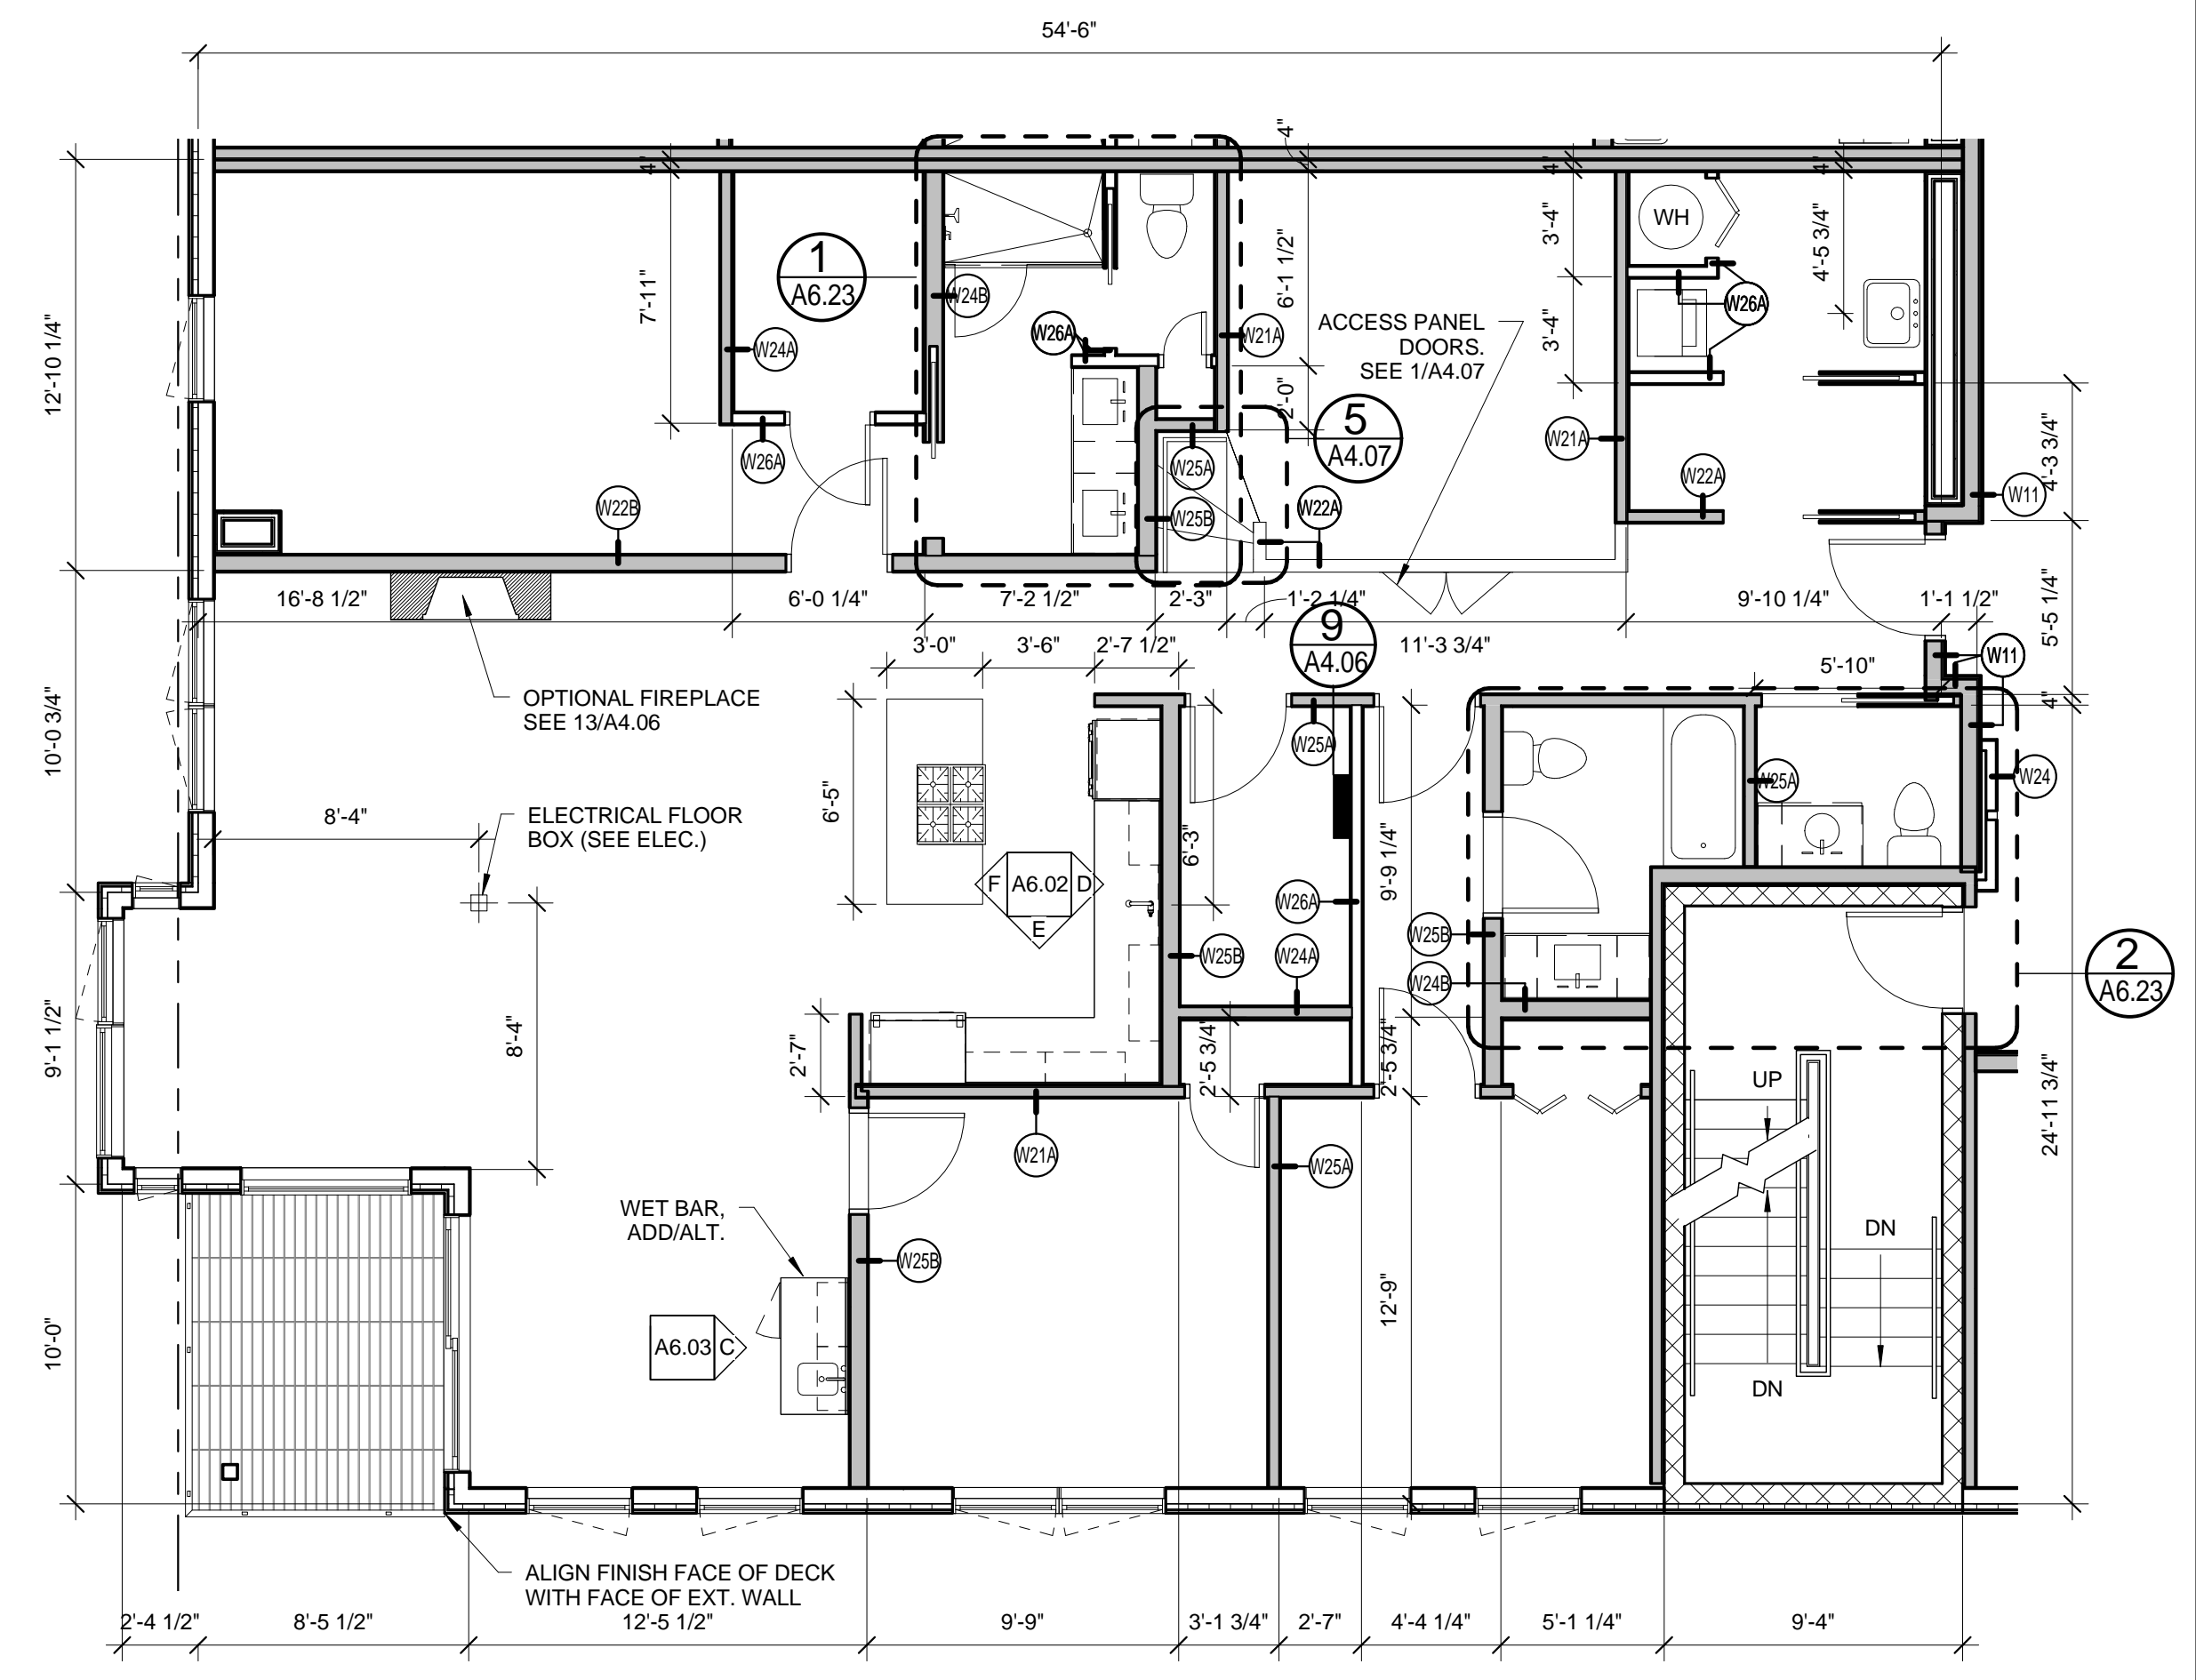 54'-6"
4"
4"
4"
4"
12'-10 1/4"
7'-11"
1
A6.23
W24B
W24A
W26A
W26A
W21A
6'-1 1/2"
2'-0"
ACCESS PANEL
DOORS.
SEE 1/A4.07
3'-4"
3'-4"
WH
W26A
4'-5 3/4"
5
A4.07
W21A
W22A
W11
4'-3 3/4"
W22B
W25A
W25B
W22A
16'-8 1/2"
6'-0 1/4"
7'-2 1/2"
2'-3"
1'-2 1/4"
9'-10 1/4"
1'-1 1/2"
5'-5 1/4"
3'-0"
3'-6"
2'-7 1/2"
9
A4.06
11'-3 3/4"
5'-10"
W11
4"
OPTIONAL FIREPLACE
SEE 13/A4.06
10'-0 3/4"
W25A
W25A
W24
8'-4"
ELECTRICAL FLOOR
BOX (SEE ELEC.)
6'-5"
6'-3"
9'-9 1/4"
F
A6.02
D
E
W26A
W25B
W24A
W25B
W24B
2
A6.23
9'-1 1/2"
8'-4"
2'-7"
2'-5 3/4"
2'-5 3/4"
UP
24'-11 3/4"
W21A
W25A
WET BAR,
ADD/ALT.
W25B
DN
10'-0"
A6.03
C
12'-9"
DN
ALIGN FINISH FACE OF DECK
WITH FACE OF EXT. WALL
2'-4 1/2"
8'-5 1/2"
12'-5 1/2"
9'-9"
3'-1 3/4"
2'-7"
4'-4 1/4"
5'-1 1/4"
9'-4"